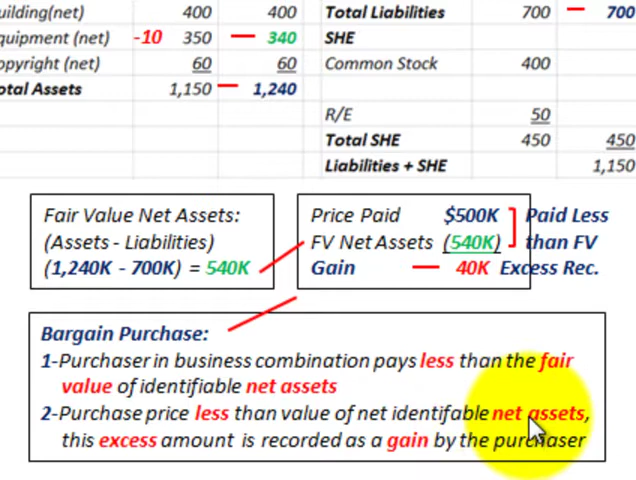 uilding(net) 400 400 Total Liabilities 700 — 700
quipment (net) -10 350 — 340 SHE
opyright (net) 60 60 Common Stock 400
otal Assets 1,150 — 1,240
R/E 50
Total SHE 450 450
Liabilities + SHE 1,150
Fair Value Net Assets:
(Assets - Liabilities)
(1,240K - 700K) = 540K
Price Paid $500K Paid Less
FV Net Assets (540K) than FV
Gain — 40K Excess Rec.
Bargain Purchase:
1-Purchaser in business combination pays less than the fair
value of identifiable net assets
2-Purchase price less than value of net identifable net assets,
this excess amount is recorded as a gain by the purchaser